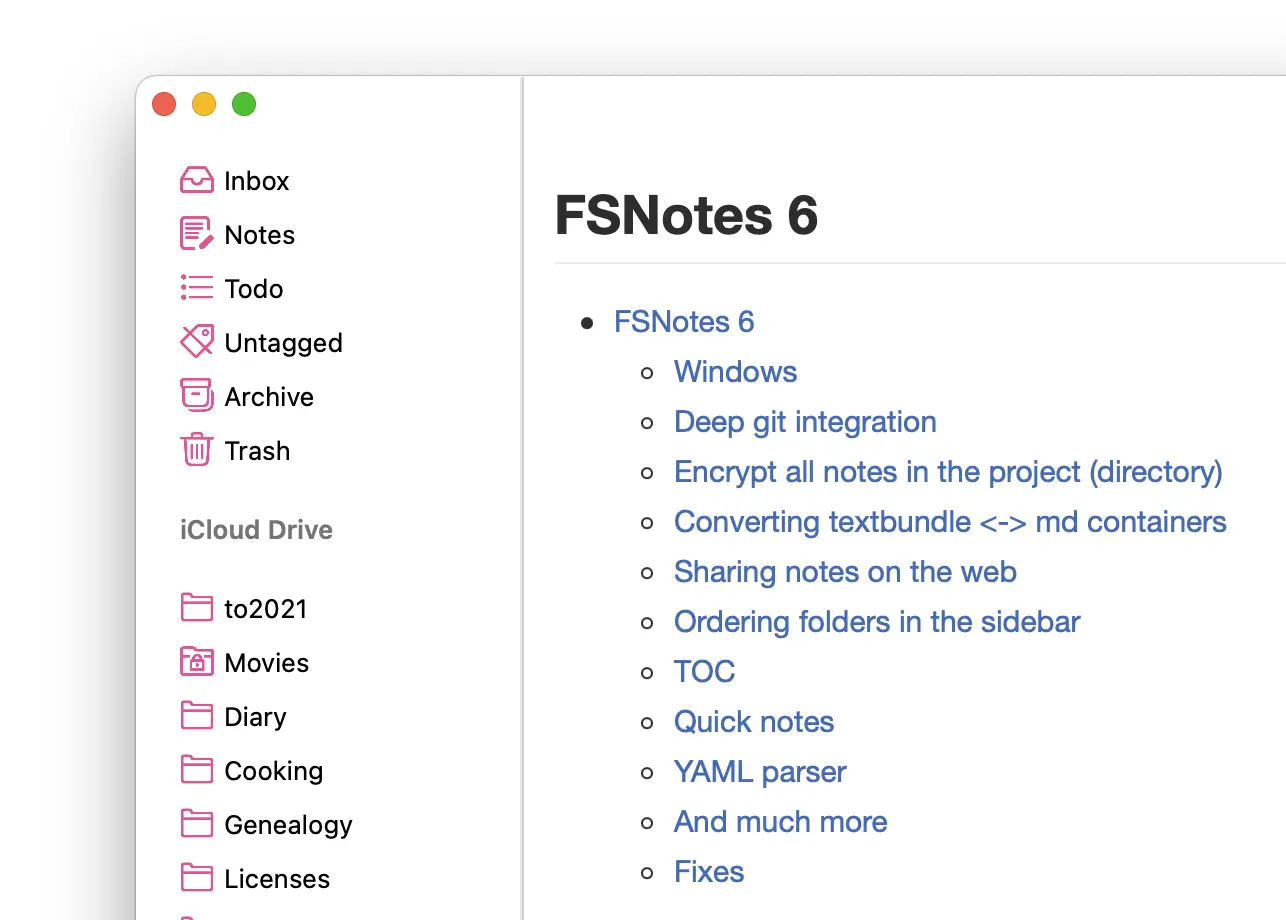 Inbox
Notes
Todo
Untagged
Archive
Trash
iCloud Drive
to2021
Movies
Diary
Cooking
Genealogy
Licenses
FSNotes 6
FSNotes 6
Windows
Deep git integration
Encrypt all notes in the project (directory)
Converting textbundle <-> md containers
Sharing notes on the web
Ordering folders in the sidebar
TOC
Quick notes
YAML parser
And much more
Fixes